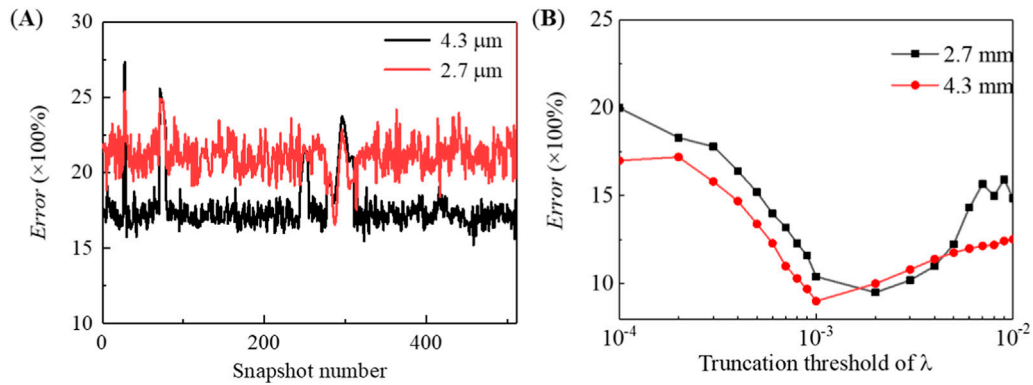 (A)
30
25
20
15
10
Error (×100%)
4.3 μm
2.7 μm
0
200
400
Snapshot number
(B)
25
20
15
10
Error (×100%)
2.7 mm
4.3 mm
10-4
10-3
10-2
Truncation threshold of λ